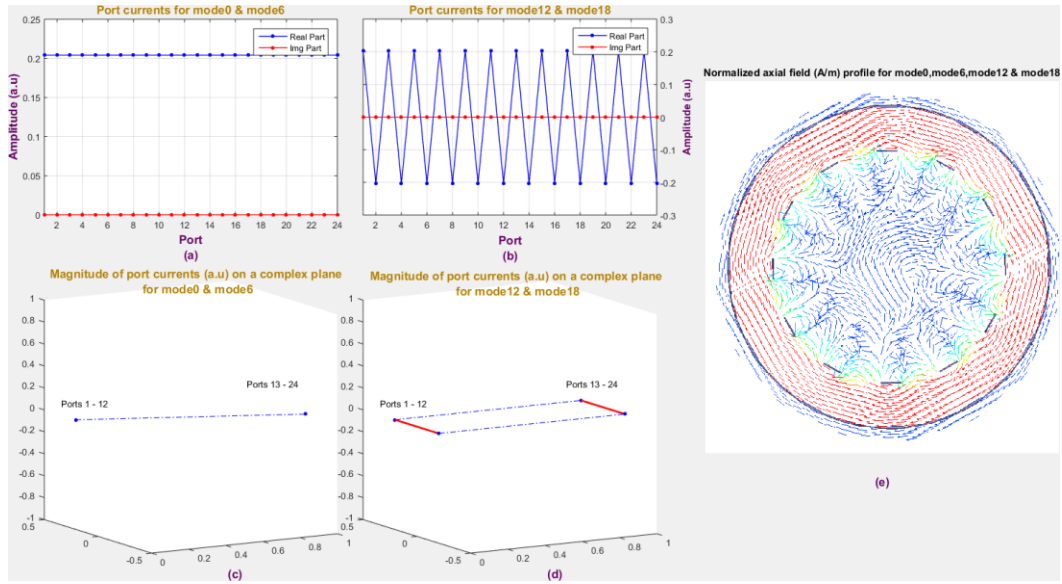 Port currents for mode0 & mode6
0.25
0.2
0.15
0.1
0.05
0
Amplitude (a.u)
Real Part
Img Part
2 4 6 8 10 12 14 16 18 20 22 24
Port
(a)
Port currents for mode12 & mode18
0.3
0.2
0.1
0
-0.1
-0.2
-0.3
Amplitude (a.u)
Real Part
Img Part
2 4 6 8 10 12 14 16 18 20 22 24
Port
(b)
Magnitude of port currents (a.u) on a complex plane
for mode0 & mode6
1
0.8
0.6
0.4
0.2
0
-0.2
-0.4
-0.6
-0.8
-1
Ports 1 - 12
Ports 13 - 24
0.5
0
-0.5
0
0.2
0.4
0.6
0.8
1
(c)
Magnitude of port currents (a.u) on a complex plane
for mode12 & mode18
1
0.8
0.6
0.4
0.2
0
-0.2
-0.4
-0.6
-0.8
-1
Ports 1 - 12
Ports 13 - 24
0.5
0
-0.5
0
0.2
0.4
0.6
0.8
1
(d)
Normalized axial field (A/m) profile for mode0,mode6,mode12 & mode18
(e)